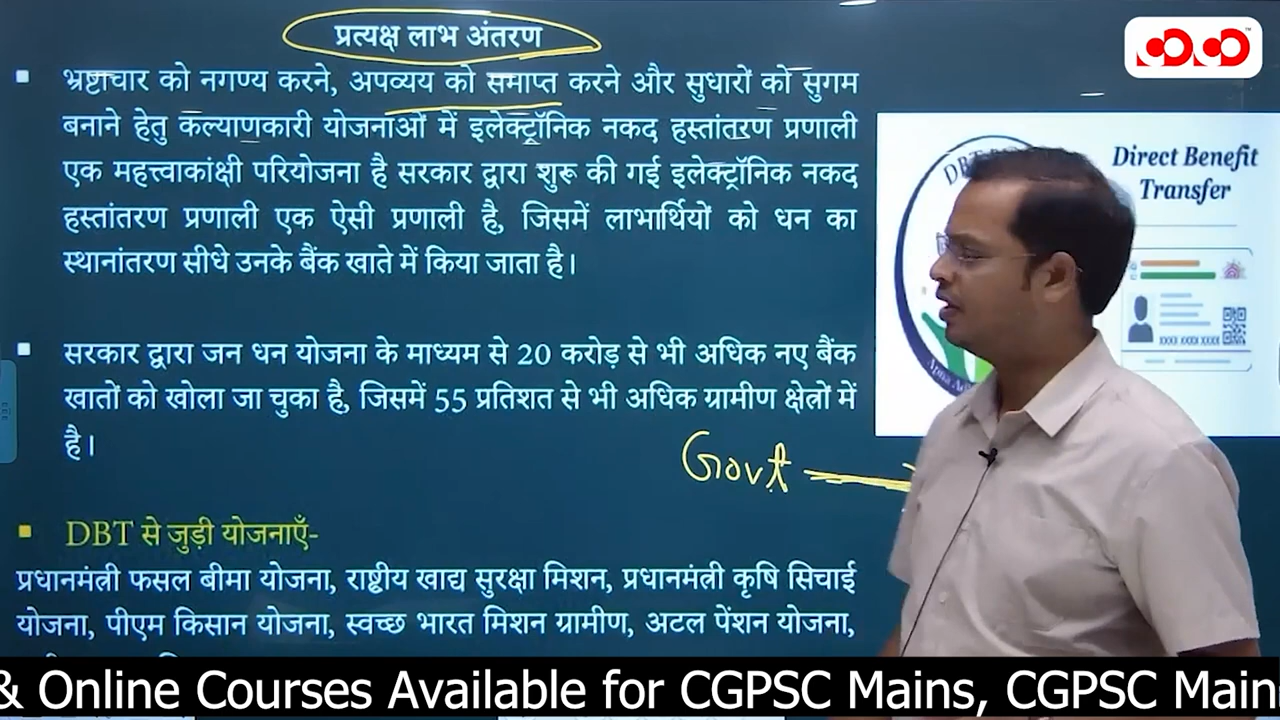 प्रत्यक्ष लाभ अंतरण
भ्रष्टाचार को नगण्य करने, अपव्यय को समाप्त करने और सुधारों को सुगम
बनाने हेतु कल्याणकारी योजनाओं में इलेक्ट्रॉनिक नकद हस्तांतरण प्रणाली
एक महत्त्वाकांक्षी परियोजना है सरकार द्वारा शुरू की गई इलेक्ट्रॉनिक नकद
हस्तांतरण प्रणाली एक ऐसी प्रणाली है, जिसमें लाभार्थियों को धन का
स्थानांतरण सीधे उनके बैंक खाते में किया जाता है।
Direct Benefit
Transfer
XXXX XXXX XXXX
DBT
सरकार द्वारा जन धन योजना के माध्यम से 20 करोड़ से भी अधिक नए बैंक
खातों को खोला जा चुका है, जिसमें 55 प्रतिशत से भी अधिक ग्रामीण क्षेत्रों में
है।
Govt
DBT से जुड़ी योजनाएँ-
प्रधानमंत्री फसल बीमा योजना, राष्ट्रीय खाद्य सुरक्षा मिशन, प्रधानमंत्री कृषि सिचाई
योजना, पीएम किसान योजना, स्वच्छ भारत मिशन ग्रामीण, अटल पेंशन योजना,
& Online Courses Available for CGPSC Mains, CGPSC Main